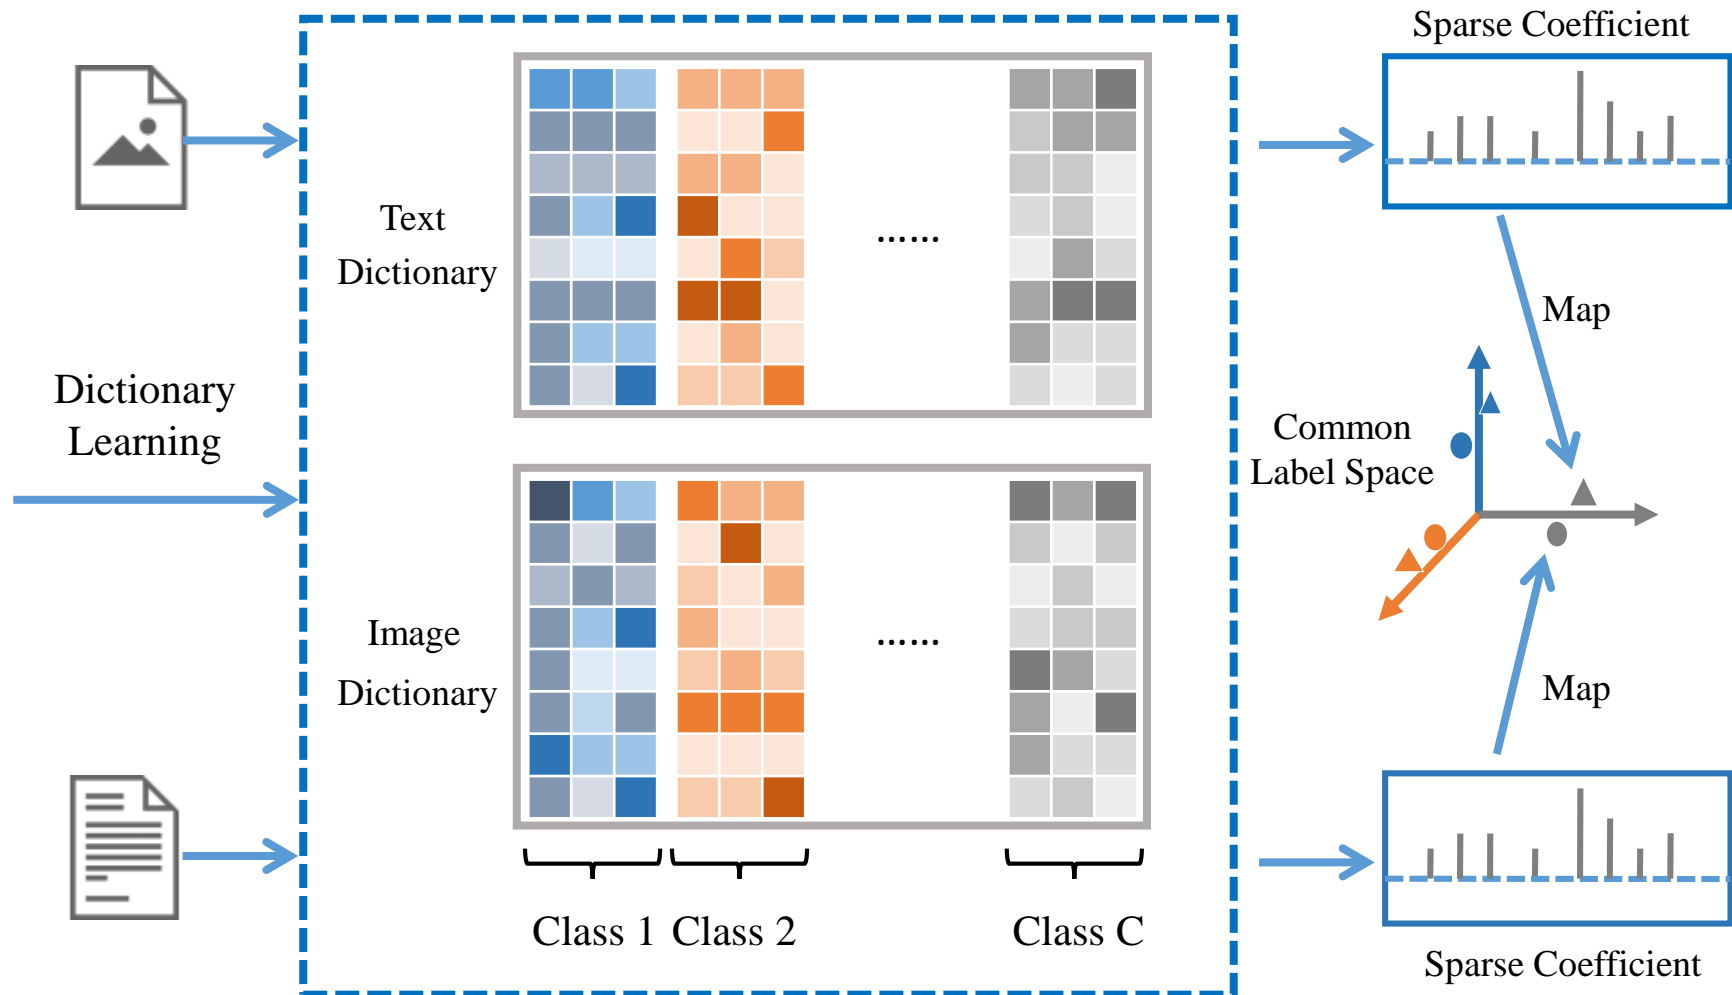 Sparse Coefficient
Text
Dictionary
......
Map
Dictionary
Learning
Common
Label Space
Image
Dictionary
......
Map
Class 1
Class 2
Class C
Sparse Coefficient